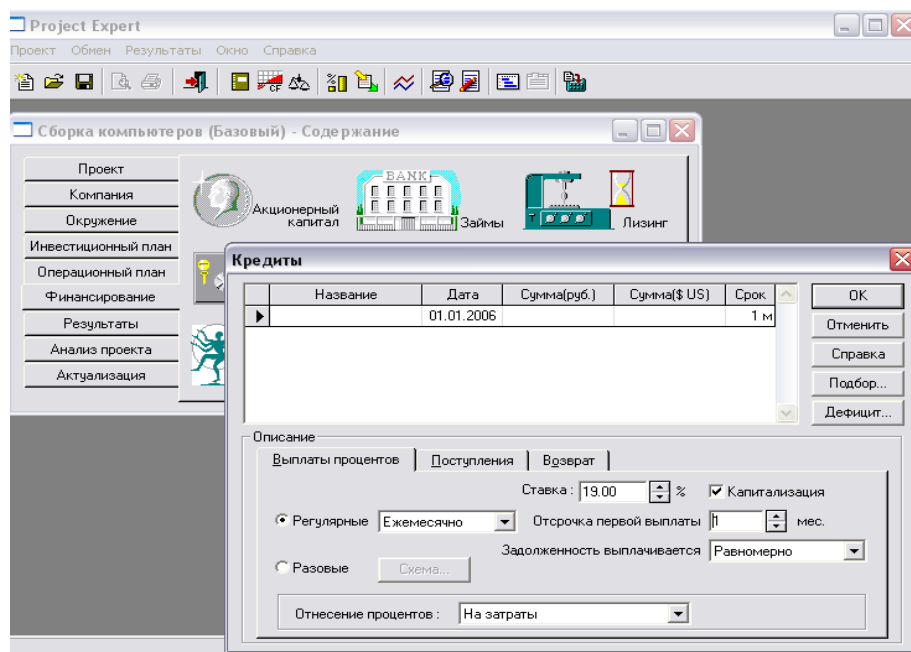 Project Expert
Проект Обмен Результаты Окно Справка
CF
Сборка компьютеров (Базовый) - Содержание
Проект
Компания
Окружение
Инвестиционный план
Операционный план
Финансирование
Результаты
Анализ проекта
Актуализация
Акционерный капитал
BANK
Займы
Лизинг
Кредиты
Название Дата Сумма(руб.) Сумма($ US) Срок
01.01.2006 1 м
OK
Отменить
Справка
Подбор...
Дефицит...
Описание
Выплаты процентов Поступления Возврат
Ставка : 19.00 % Капитализация
Регулярные Ежемесячно Отсрочка первой выплаты 1 мес.
Задолженность выплачивается Равномерно
Разовые Схема...
Отнесение процентов : На затраты